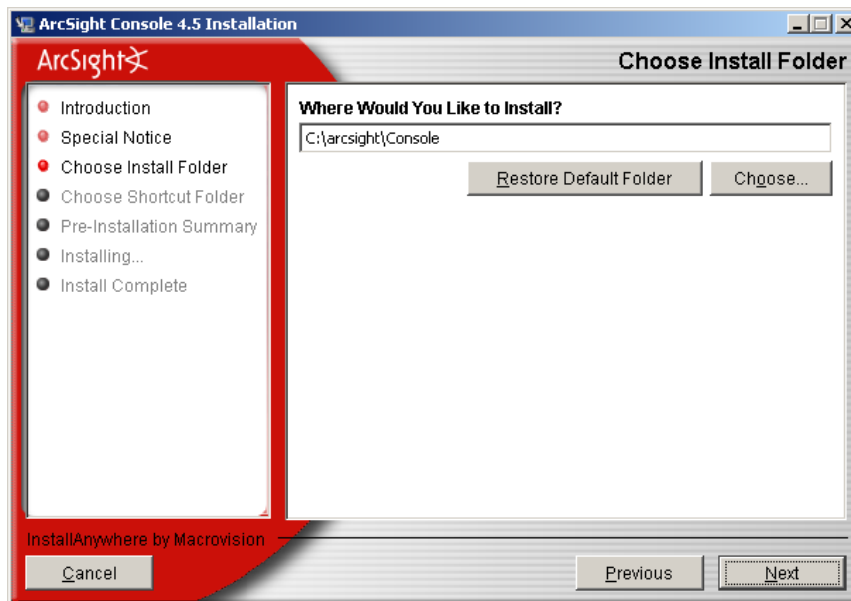 ArcSight Console 4.5 Installation
ArcSight
Choose Install Folder
Introduction
Special Notice
Choose Install Folder
Choose Shortcut Folder
Pre-Installation Summary
Installing...
Install Complete
Where Would You Like to Install?
C:\arcsight\Console
Restore Default Folder
Choose...
InstallAnywhere by Macrovision
Cancel
Previous
Next